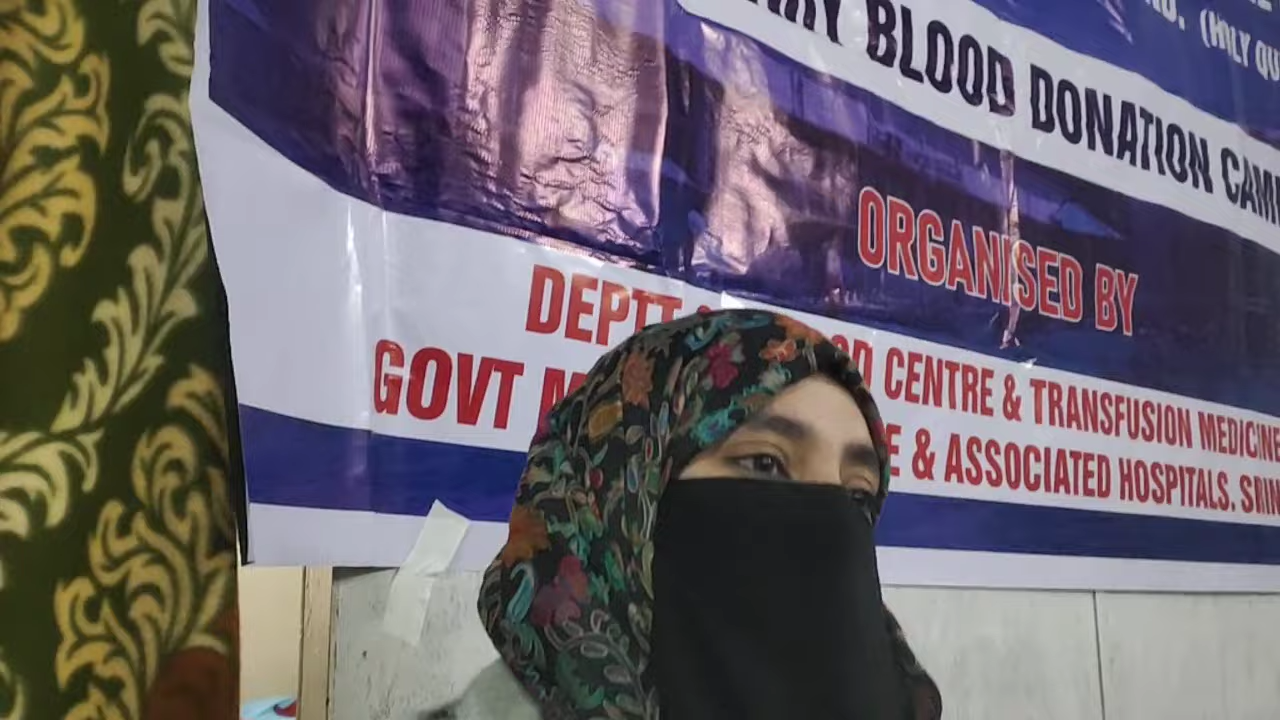 (HOLY QU
BLOOD DONATION CAM
ORGANISED BY
DEPTT CENTRE & TRANSFUSION MEDICINE
GOVT & ASSOCIATED HOSPITALS. SRIN